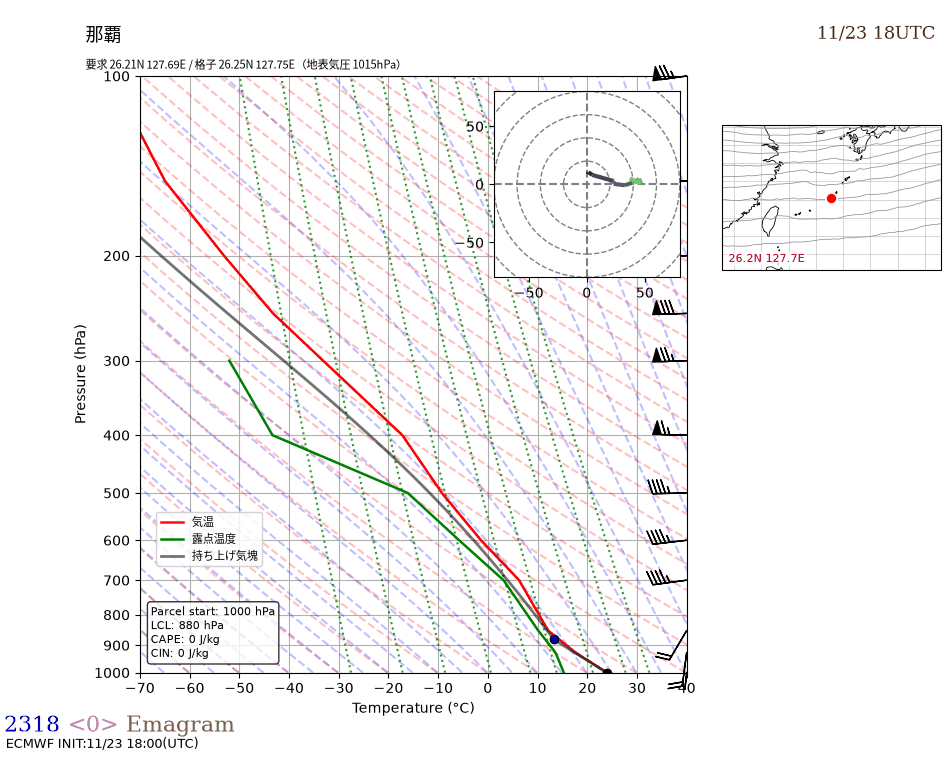 那覇
11/23 18UTC
要求 26.21N 127.69E / 格子 26.25N 127.75E（地表気圧 1015hPa）
100
200
300
400
500
600
700
800
900
1000
Pressure (hPa)
50
0
−50
−50 0 50
26.2N 127.7E
気温
露点温度
持ち上げ気塊
Parcel start: 1000 hPa
LCL: 880 hPa
CAPE: 0 J/kg
CIN: 0 J/kg
−70 −60 −50 −40 −30 −20 −10 0 10 20 30 40
Temperature (°C)
2318 <0> Emagram
ECMWF INIT:11/23 18:00(UTC)